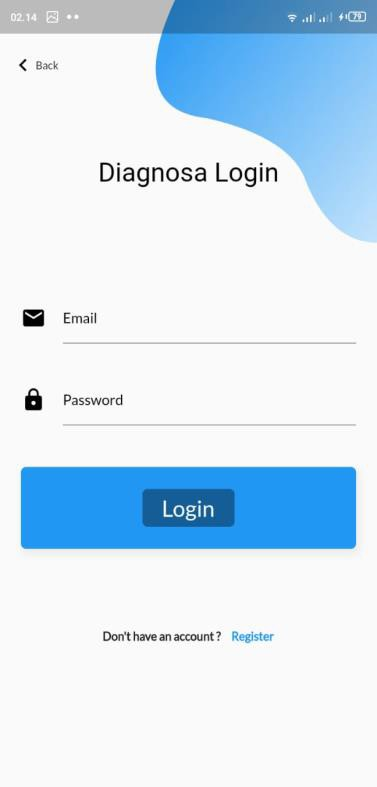 02.14 79
Back
Diagnosa Login
Email
Password
Login
Don't have an account ? Register